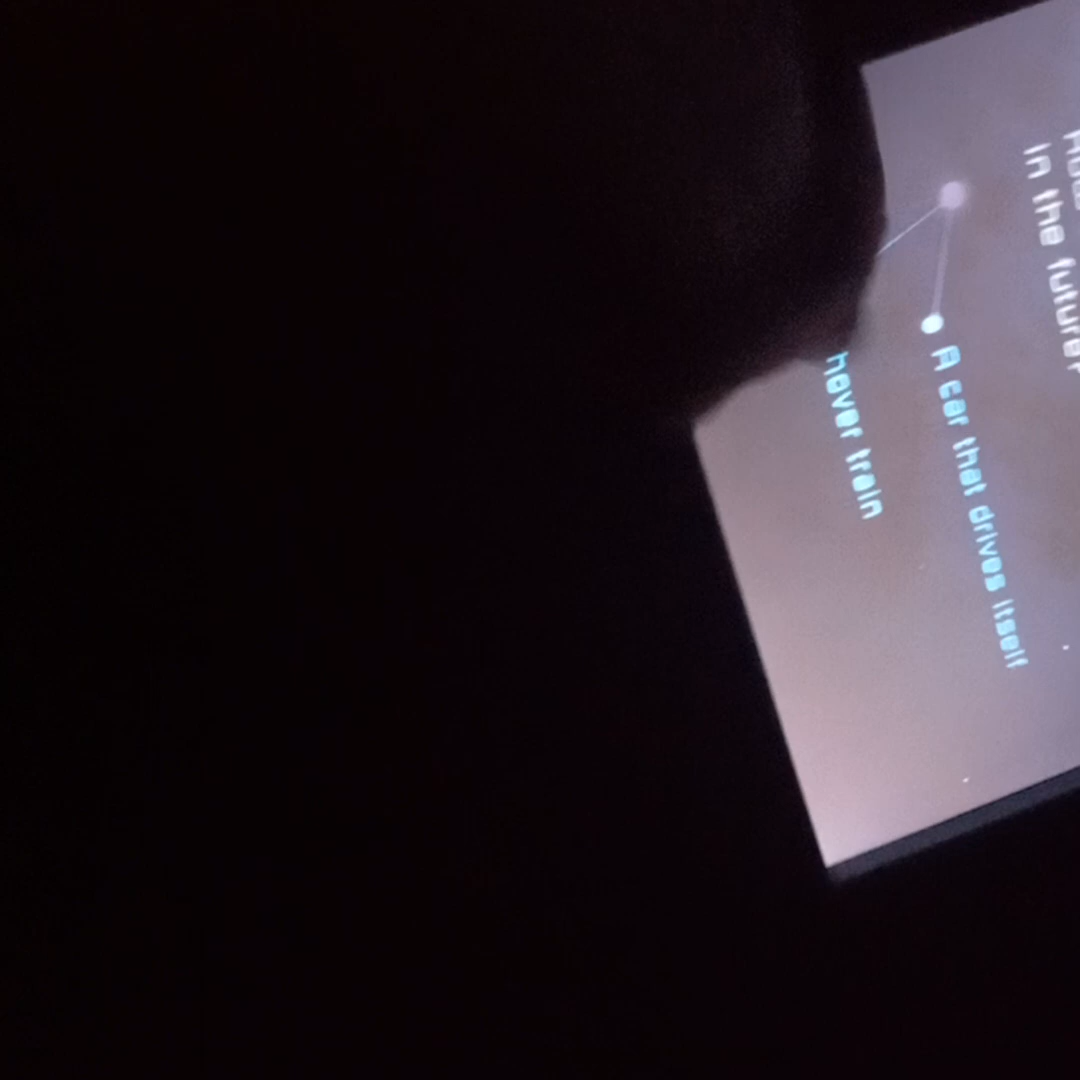 in the future?
A car that drives itself
hover train